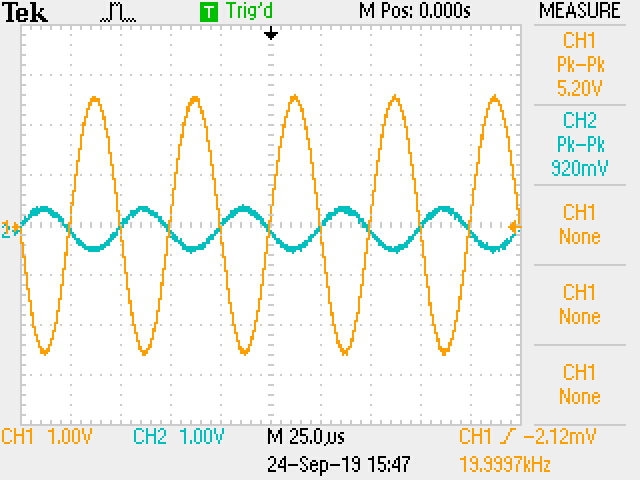 Tek T Trig'd M Pos: 0.000s MEASURE
CH1
Pk-Pk
5.20V
CH2
Pk-Pk
920mV
CH1
None
CH1
None
CH1
None
2
CH1 1.00V CH2 1.00V M 25.0µs CH1 -2.12mV
24-Sep-19 15:47 19.9997kHz